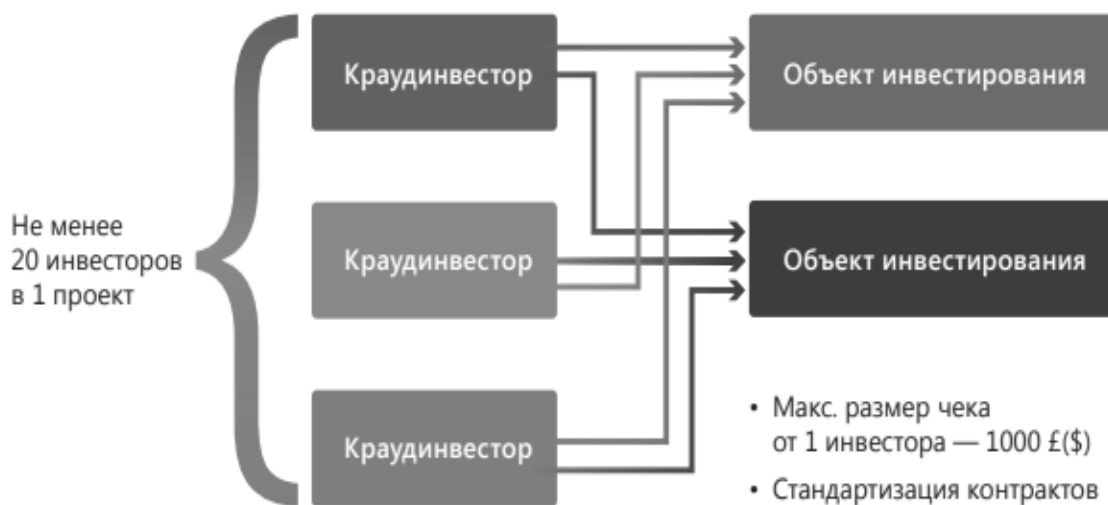 Краудинвестор
Объект инвестирования
Не менее
20 инвесторов
в 1 проект
Краудинвестор
Объект инвестирования
Краудинвестор
• Макс. размер чека
от 1 инвестора — 1000 £($)
• Стандартизация контрактов